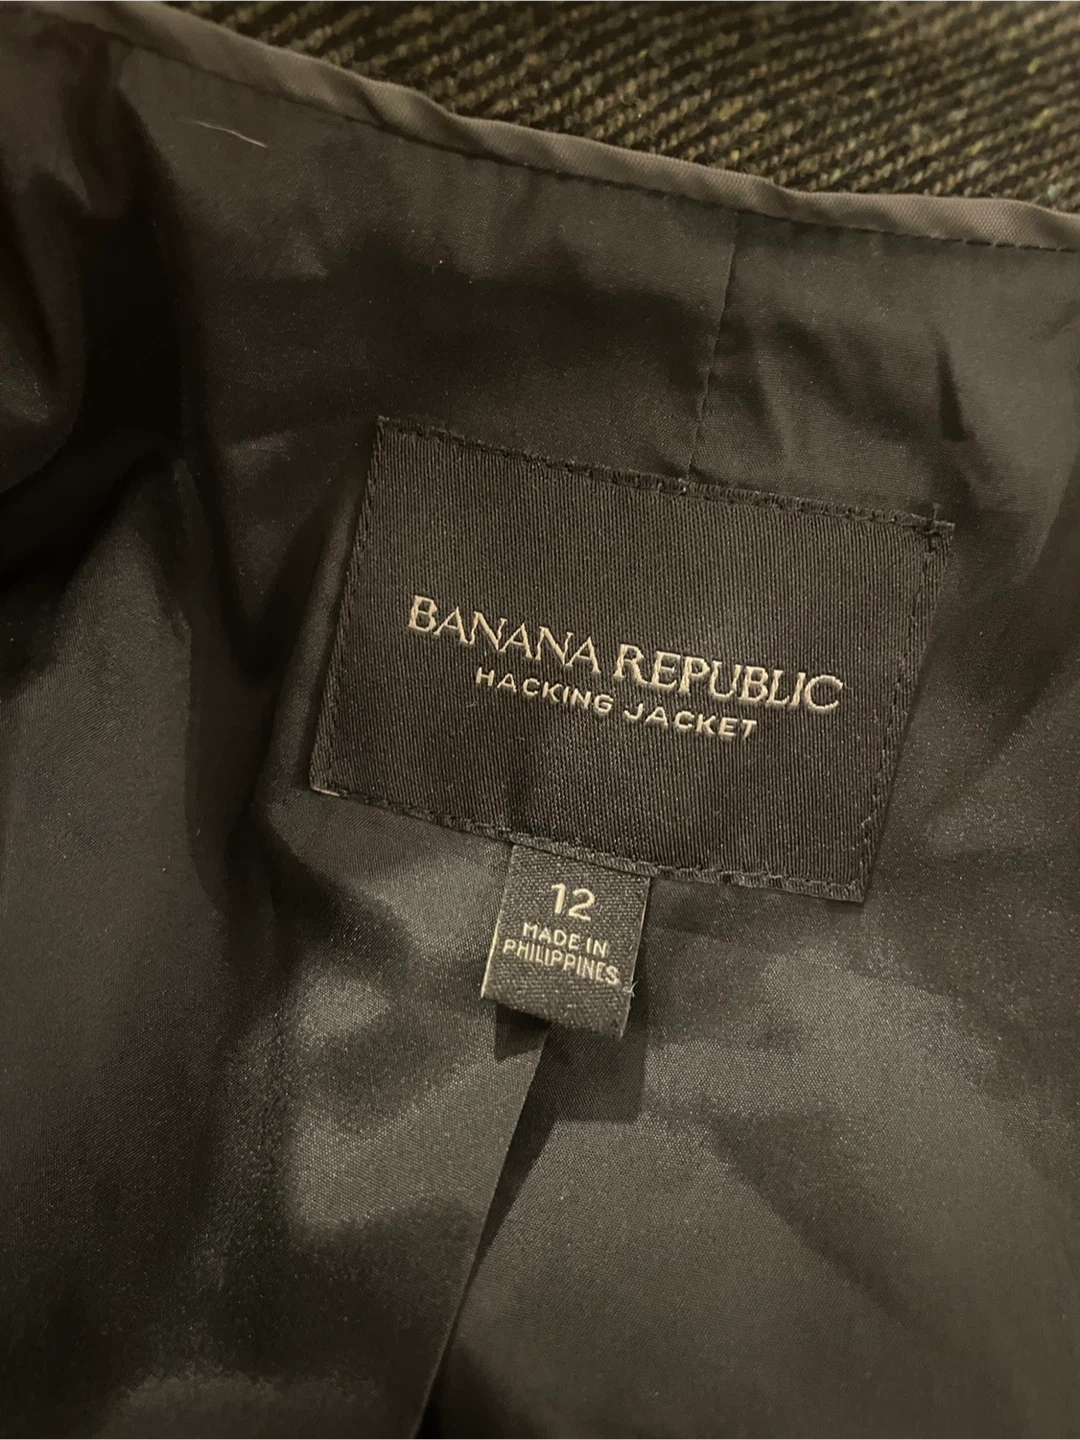 BANANA REPUBLIC
HACKING JACKET
12
MADE IN
PHILIPPINES